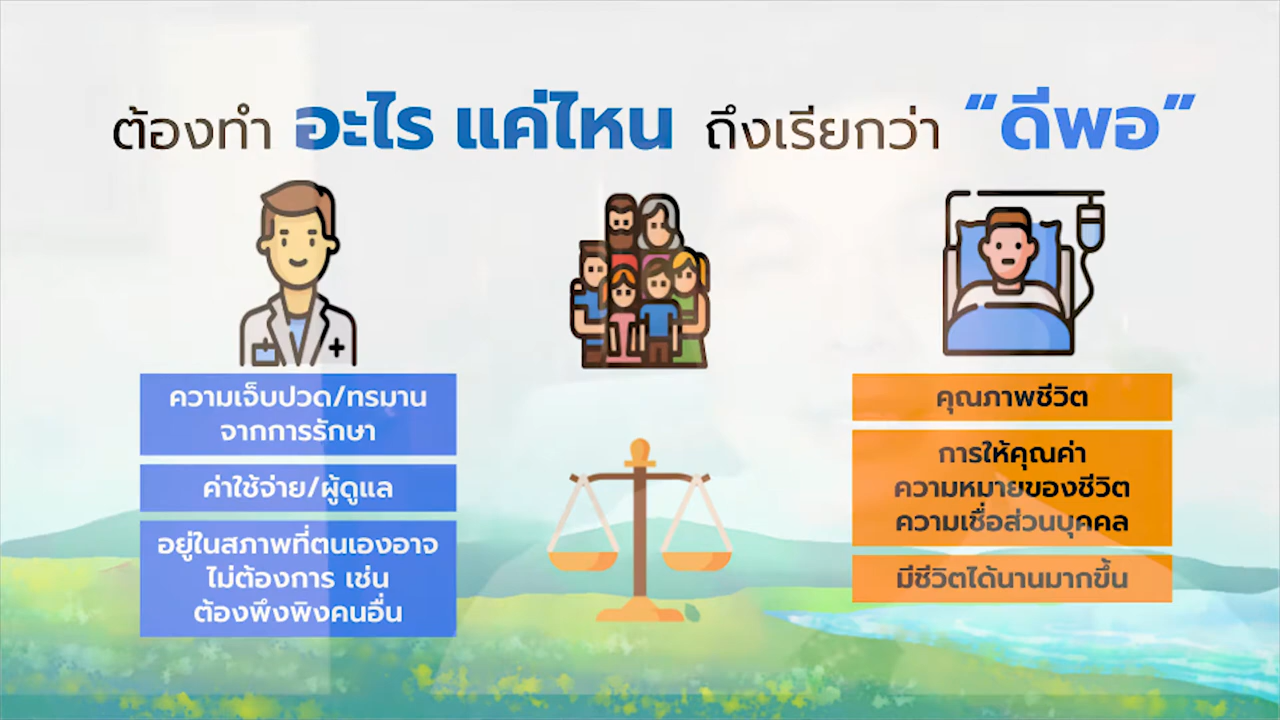 ต้องทำ อะไร แค่ไหน ถึงเรียกว่า “ดีพอ”
ความเจ็บปวด/ทรมาน
จากการรักษา
ค่าใช้จ่าย/ผู้ดูแล
อยู่ในสภาพที่ตนเองอาจ
ไม่ต้องการ เช่น
ต้องพึงพิงคนอื่น
คุณภาพชีวิต
การให้คุณค่า
ความหมายของชีวิต
ความเชื่อส่วนบุคคล
มีชีวิตได้นานมากขึ้น